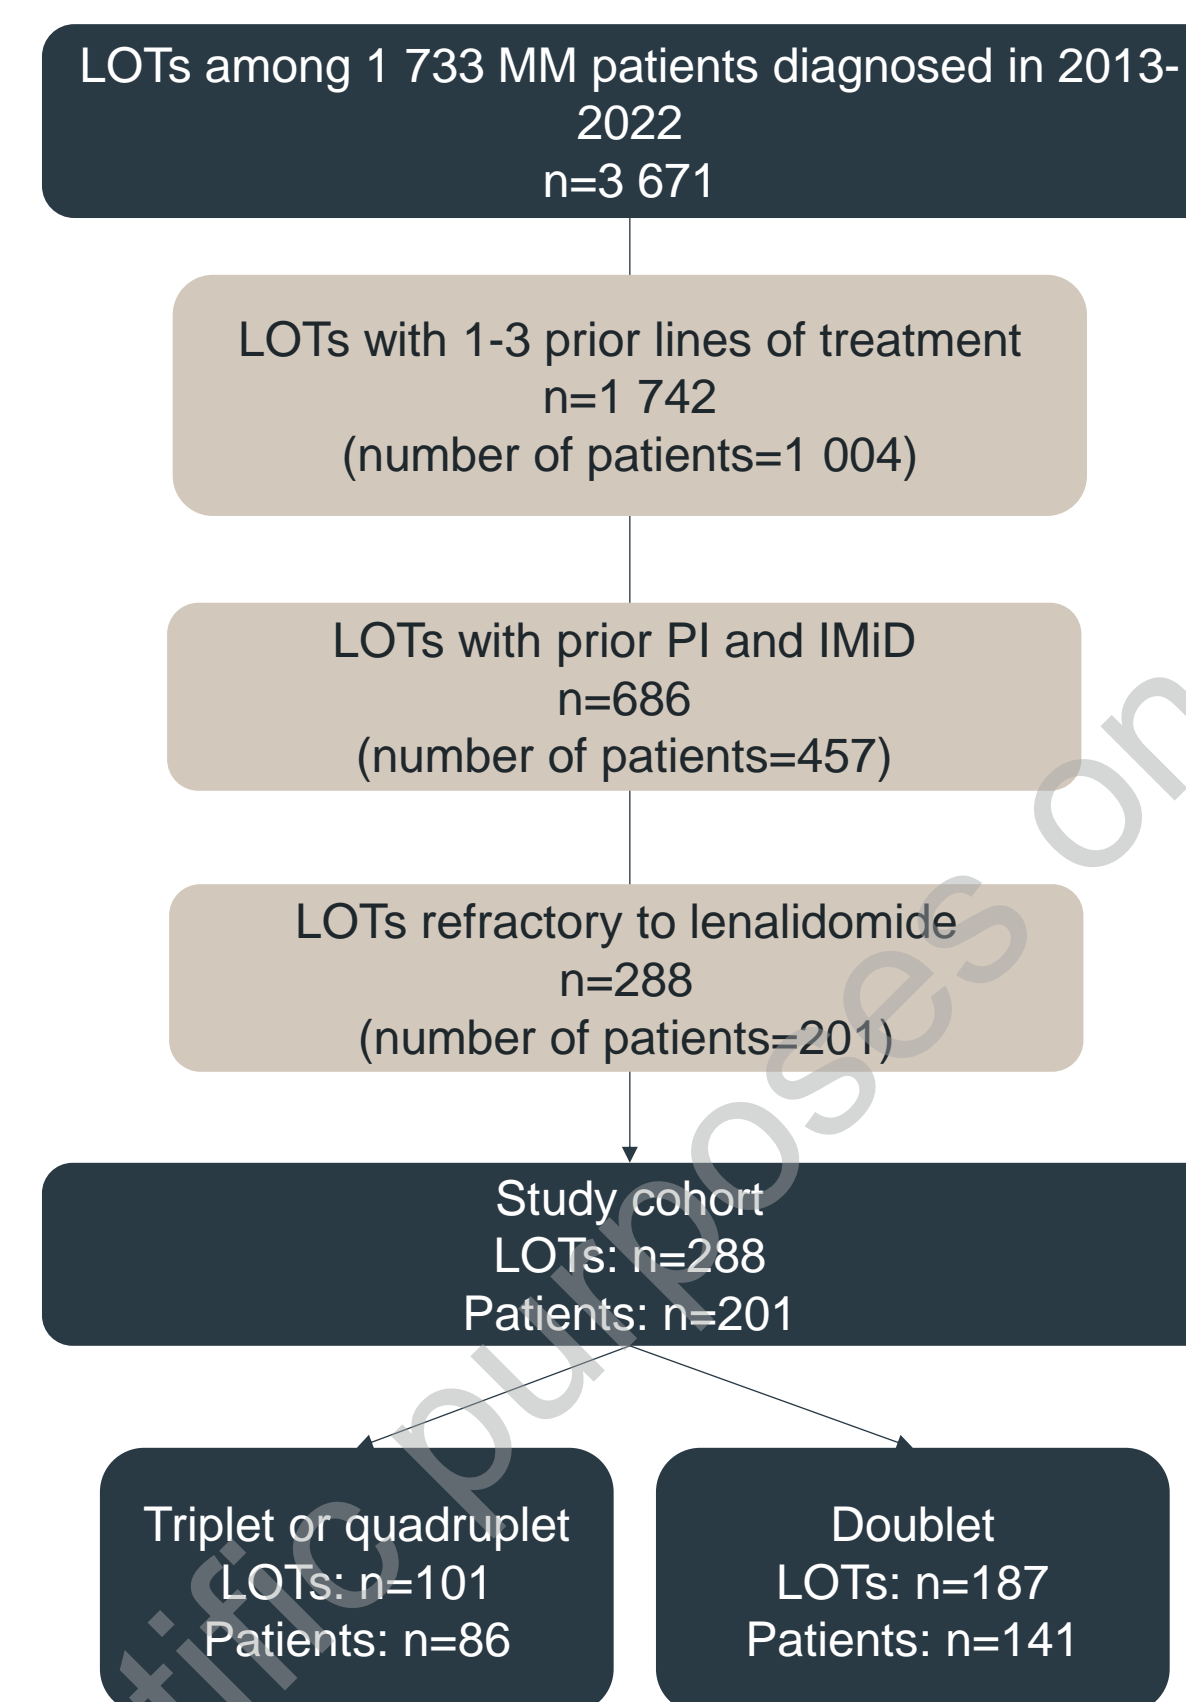 LOTs among 1 733 MM patients diagnosed in 2013-
2022
n=3 671
LOTs with 1-3 prior lines of treatment
n=1 742
(number of patients=1 004)
LOTs with prior PI and IMiD
n=686
(number of patients=457)
LOTs refractory to lenalidomide
n=288
(number of patients=201)
Study cohort
LOTs: n=288
Patients: n=201
Triplet or quadruplet
LOTs: n=101
Patients: n=86
Doublet
LOTs: n=187
Patients: n=141
purposes